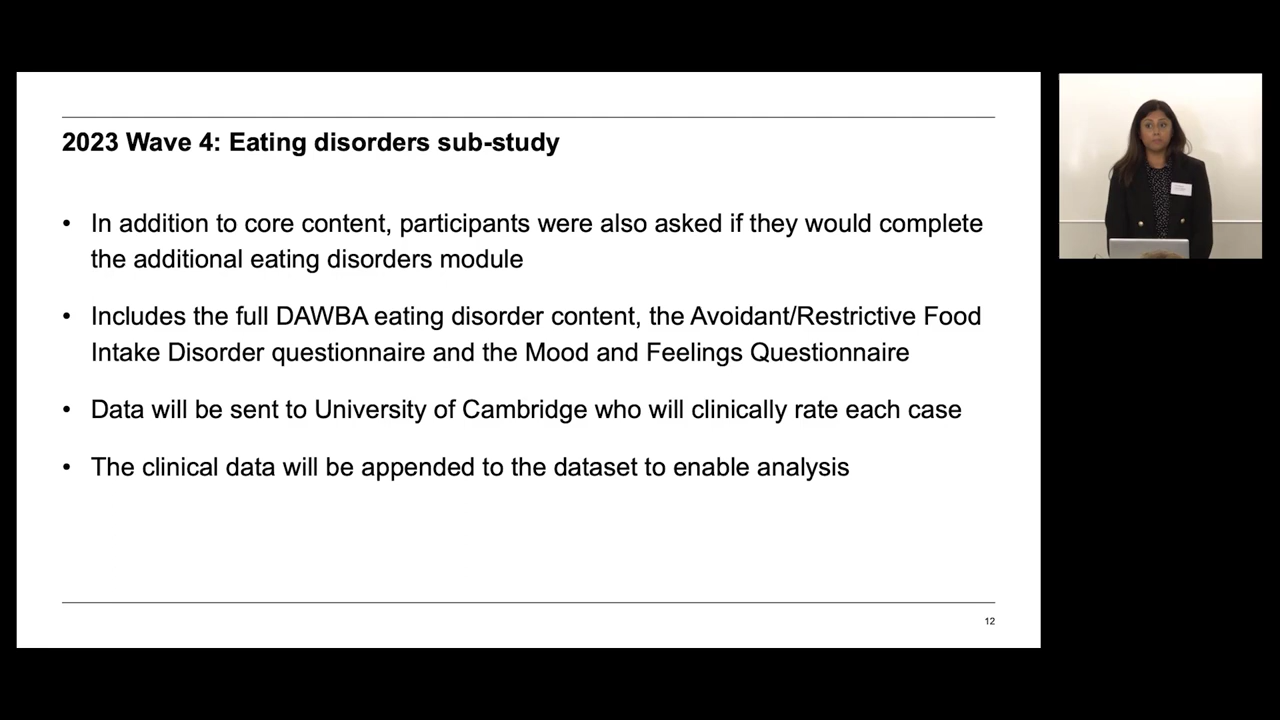 2023 Wave 4: Eating disorders sub-study
• In addition to core content, participants were also asked if they would complete
the additional eating disorders module
• Includes the full DAWBA eating disorder content, the Avoidant/Restrictive Food
Intake Disorder questionnaire and the Mood and Feelings Questionnaire
• Data will be sent to University of Cambridge who will clinically rate each case
• The clinical data will be appended to the dataset to enable analysis
12